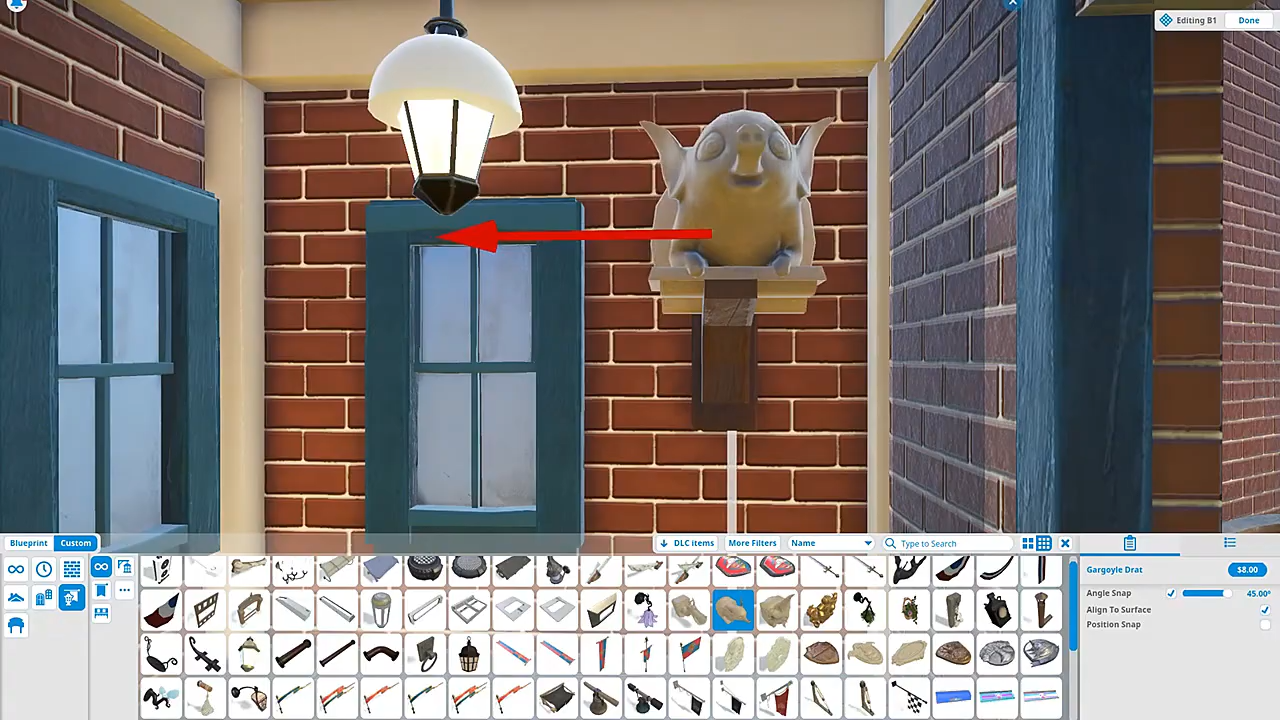 Editing B1
Done
Blueprint
Custom
DLC items
More Filters
Name
Type to Search
Gargoyle Drat
$8.00
Angle Snap
45.00°
Align To Surface
Position Snap